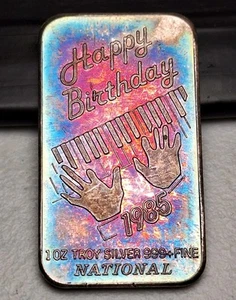 Happy
Birthday
1985
1 OZ TROY SILVER 999+ FINE
NATIONAL